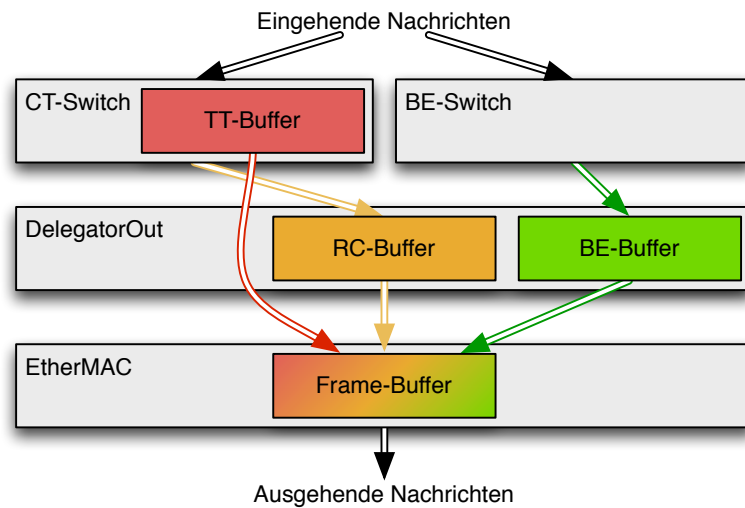 Eingehende Nachrichten
CT-Switch
TT-Buffer
BE-Switch
DelegatorOut
RC-Buffer
BE-Buffer
EtherMAC
Frame-Buffer
Ausgehende Nachrichten